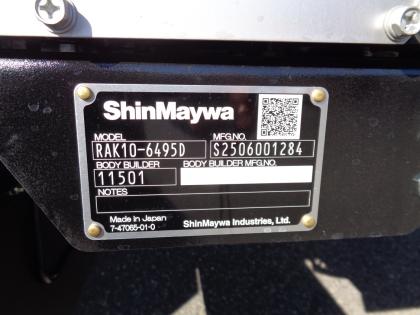 ShinMaywa
MODEL MFG.NO.
RAK10-6495D S2506001284
BODY BUILDER BODY BUILDER MFG.NO.
11501
NOTES
Made in Japan
7-47065-01-0 ShinMaywa Industries, Ltd.